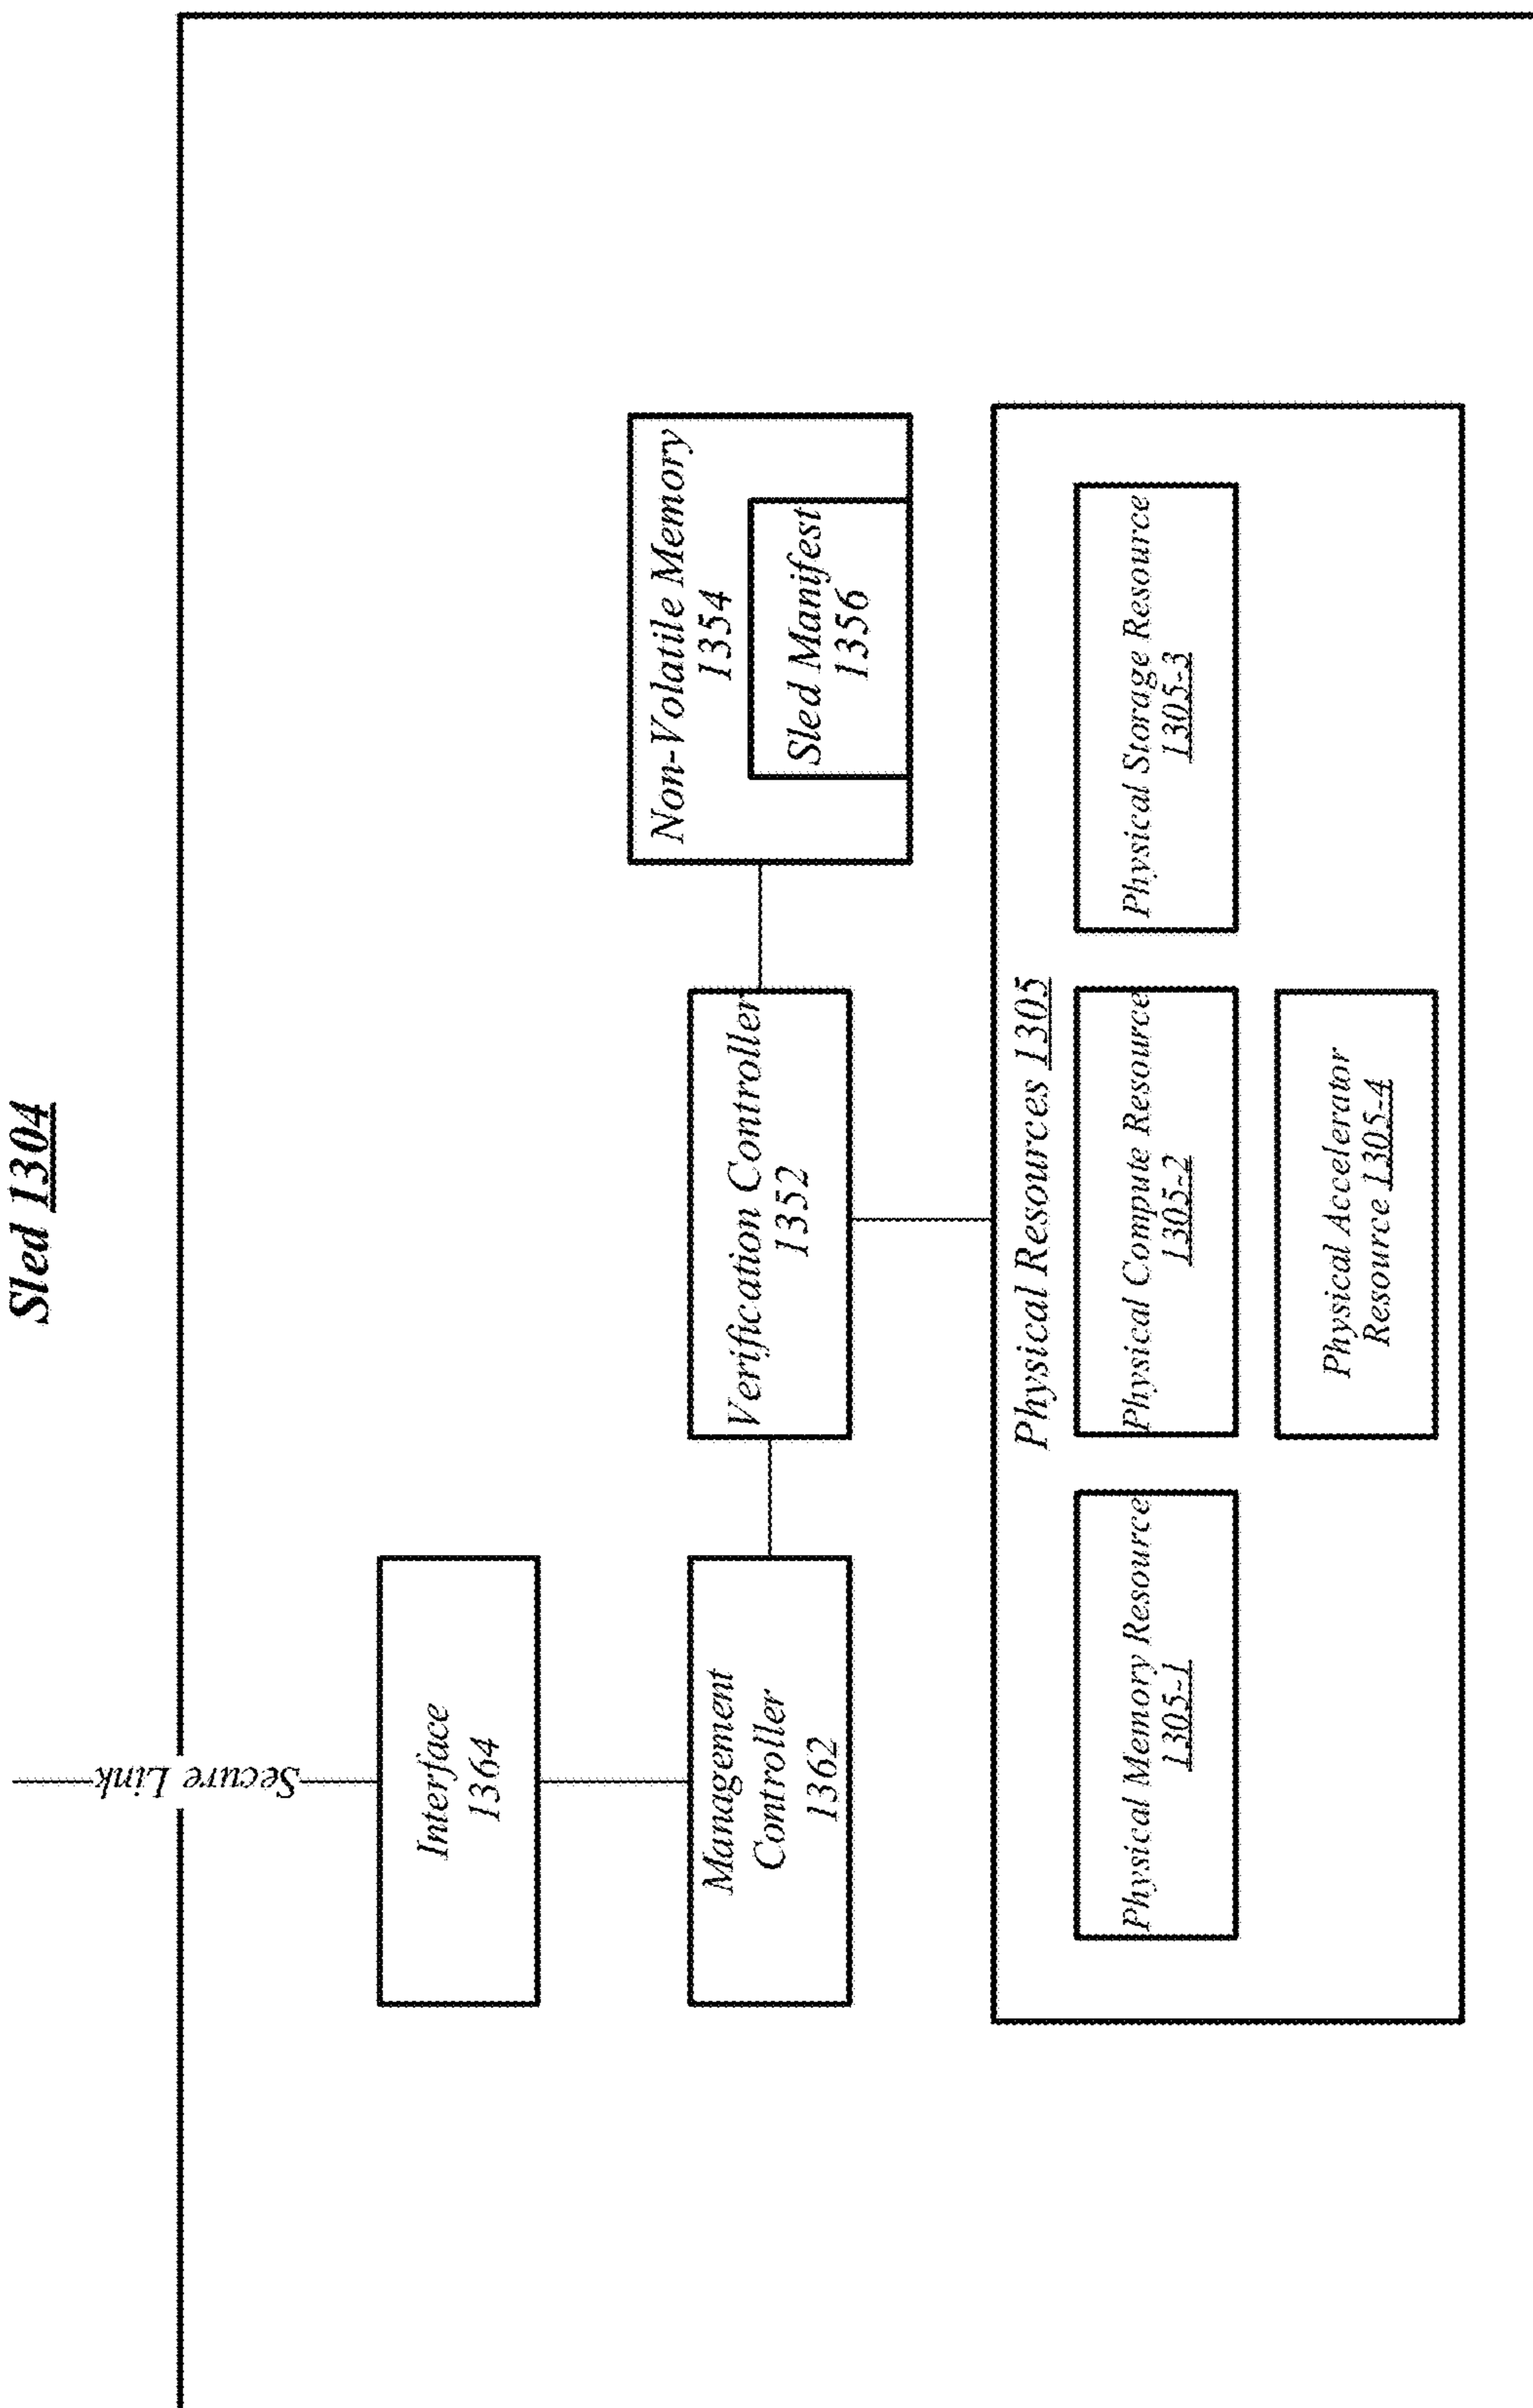 Sled 1304
Secure Link
Interface
1364
Management
Controller
1362
Verification Controller
1352
Non-Volatile Memory
1354
Sled Manifest
1356
Physical Resources 1305
Physical Memory Resource
1305-1
Physical Compute Resource
1305-2
Physical Storage Resource
1305-3
Physical Accelerator
Resource 1305-4